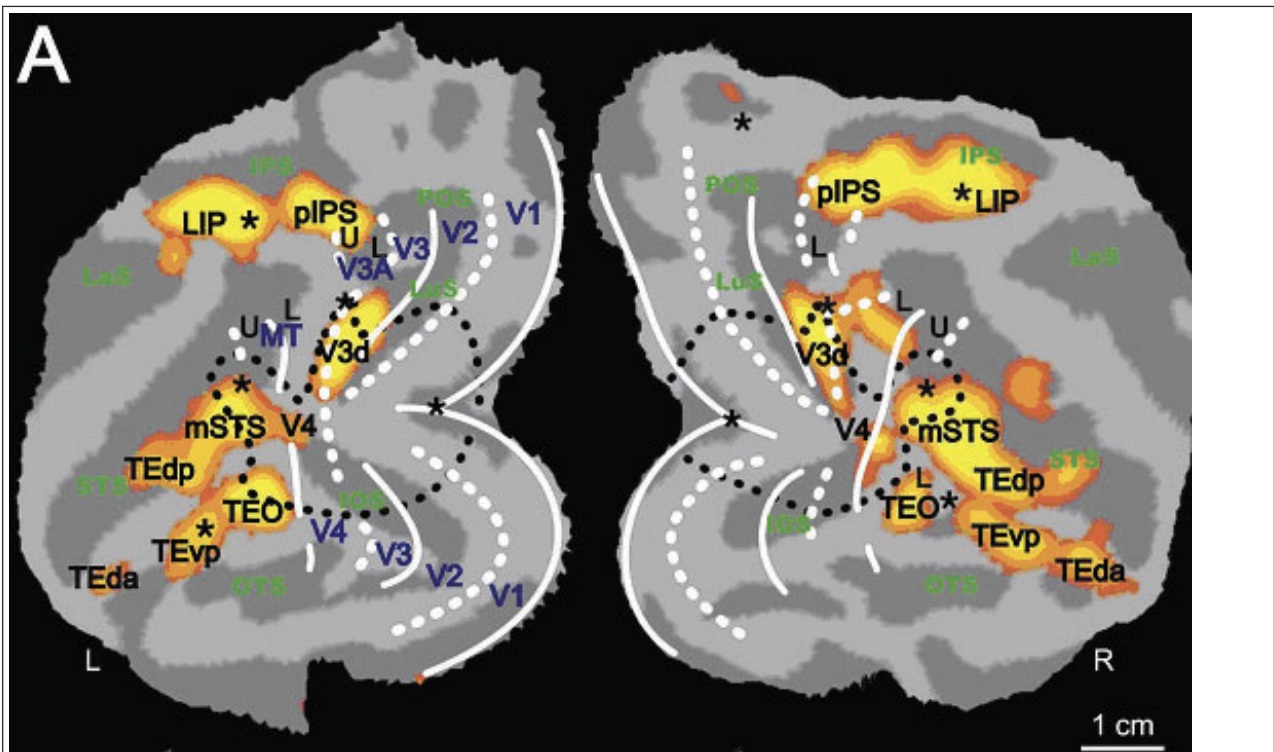 A
IPS
IPS
pIPS
LIP
*
LIP
*
pIPS
POS
U
L
V3
V2
V1
V3A
LuS
LaS
*
POS
L
LuS
LaS
U
L
MT
*
V3d
*
V3d
L
U
mSTS
*
V4
*
*
V4
*
mSTS
TEdp
STS
TEO
IOS
TEvp
*
V4
V3
V2
V1
TEda
OTS
STS
TEdp
L
TEO
*
IOS
TEvp
TEda
OTS
L
R
1 cm